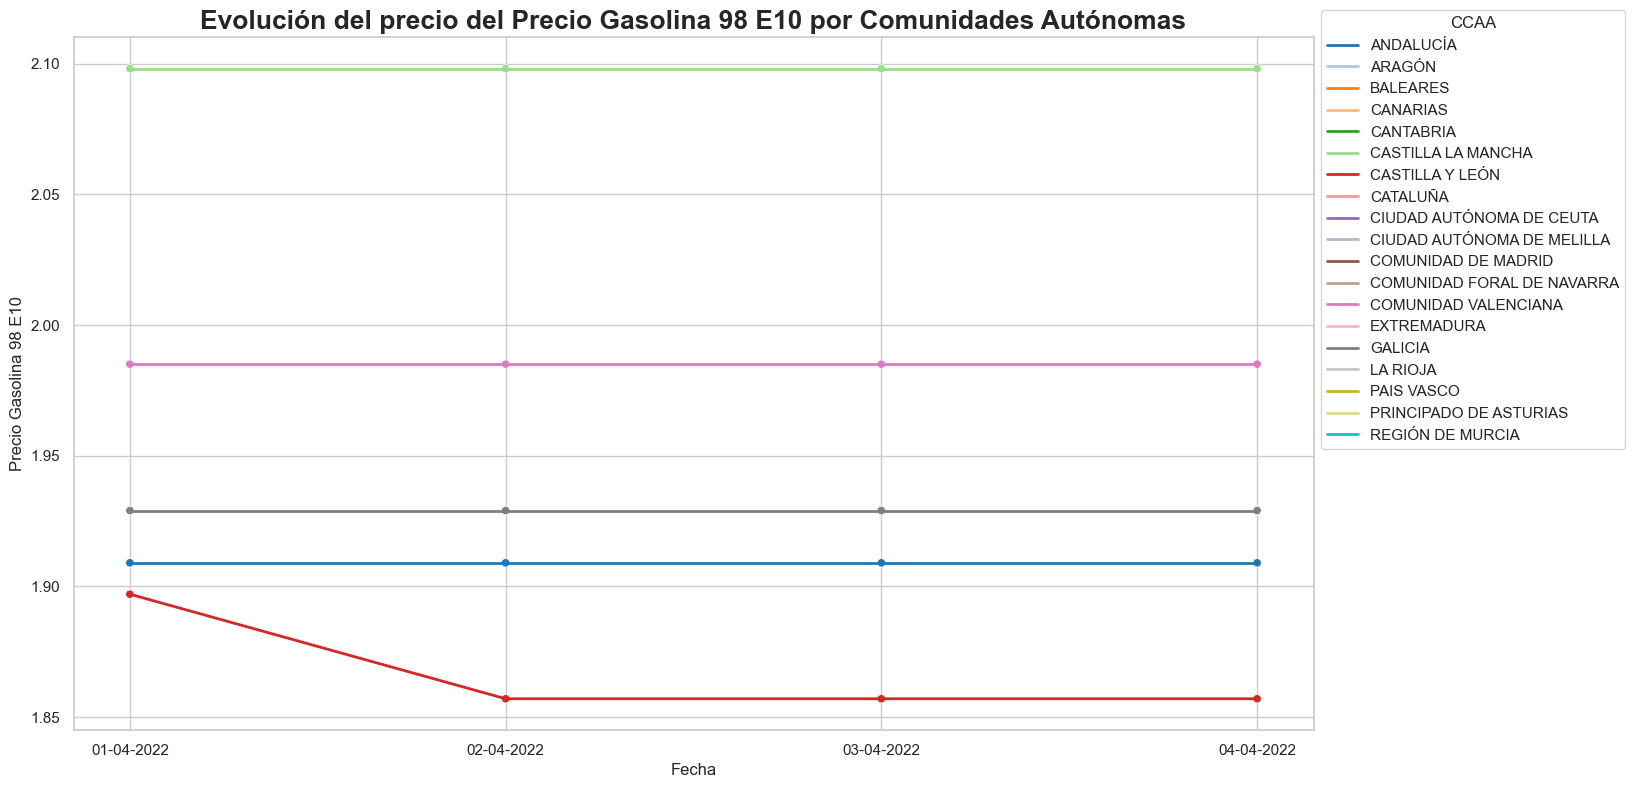 Evolución del precio del Precio Gasolina 98 E10 por Comunidades Autónomas
CCAA
ANDALUCÍA
ARAGÓN
BALEARES
CANARIAS
CANTABRIA
CASTILLA LA MANCHA
CASTILLA Y LEÓN
CATALUÑA
CIUDAD AUTÓNOMA DE CEUTA
CIUDAD AUTÓNOMA DE MELILLA
COMUNIDAD DE MADRID
COMUNIDAD FORAL DE NAVARRA
COMUNIDAD VALENCIANA
EXTREMADURA
GALICIA
LA RIOJA
PAIS VASCO
PRINCIPADO DE ASTURIAS
REGIÓN DE MURCIA
Precio Gasolina 98 E10
2.10
2.05
2.00
1.95
1.90
1.85
01-04-2022 02-04-2022 03-04-2022 04-04-2022
Fecha